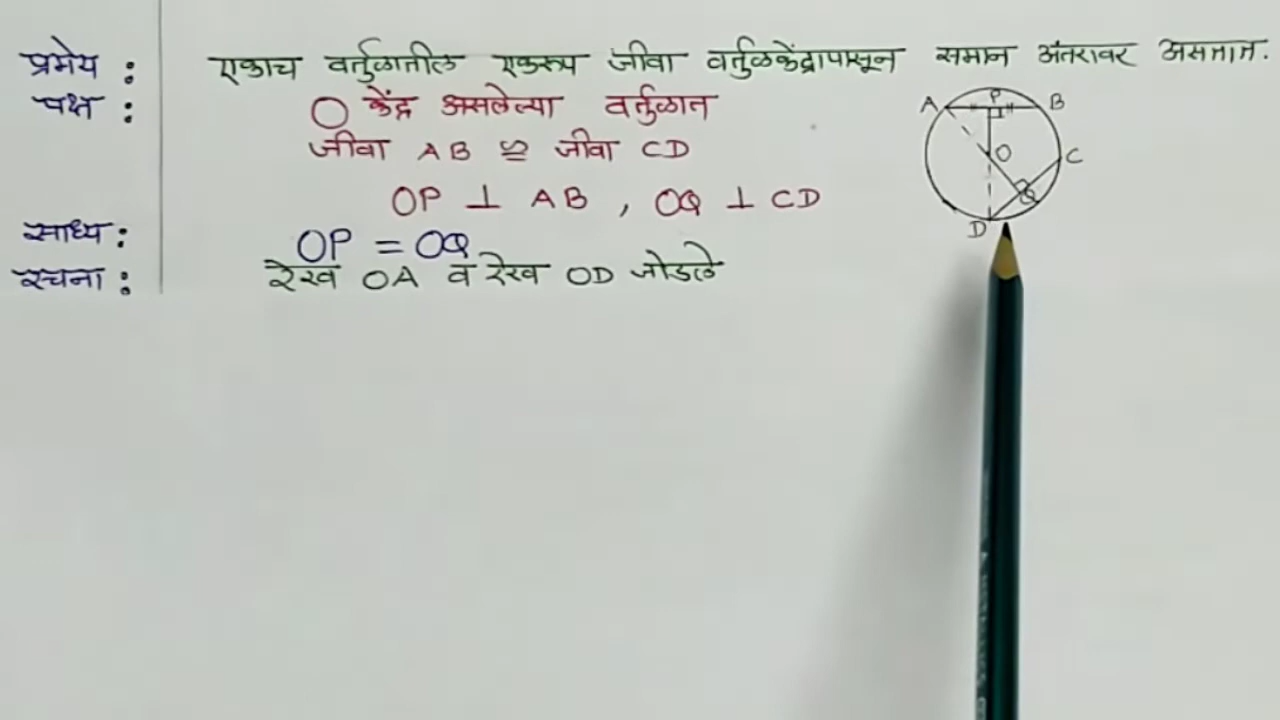 प्रमेय : एकाच वर्तुळातील एकरूप जीवा वर्तुळकेंद्रापासून समान अंतरावर असतात.
पक्ष : O केंद्र असलेल्या वर्तुळात
जीवा AB ≅ जीवा CD
OP ⊥ AB , OQ ⊥ CD
साध्य : OP = OQ
रचना : रेख OA व रेख OD जोडले
A P B
O C
Q
D